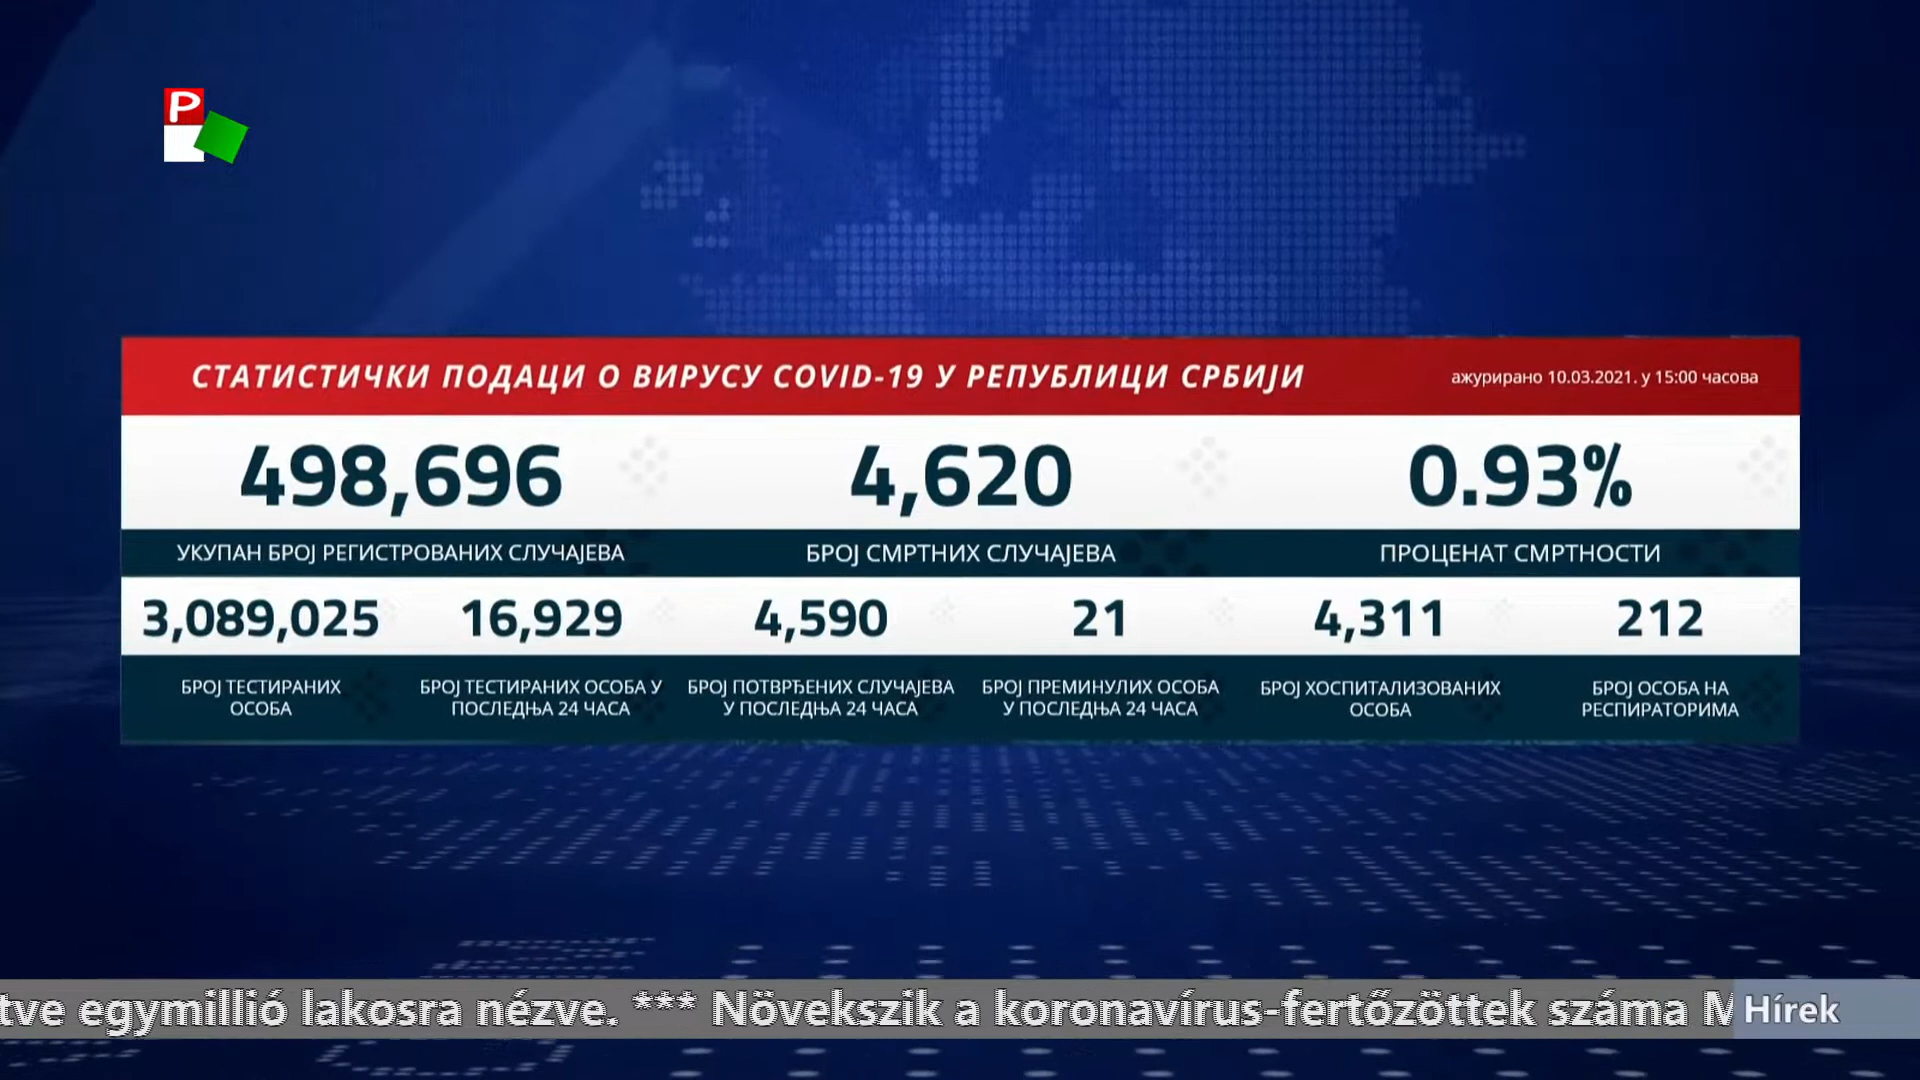 P
СТАТИСТИЧКИ ПОДАЦИ О ВИРУСУ COVID-19 У РЕПУБЛИЦИ СРБИЈИ
ажурирано 10.03.2021. у 15:00 часова
498,696
4,620
0.93%
УКУПАН БРОЈ РЕГИСТРОВАНИХ СЛУЧАЈЕВА
БРОЈ СМРТНИХ СЛУЧАЈЕВА
ПРОЦЕНАТ СМРТНОСТИ
3,089,025
16,929
4,590
21
4,311
212
БРОЈ ТЕСТИРАНИХ
ОСОБА
БРОЈ ТЕСТИРАНИХ ОСОБА У
ПОСЛЕДЊА 24 ЧАСА
БРОЈ ПОТВРЂЕНИХ СЛУЧАЈЕВА
У ПОСЛЕДЊА 24 ЧАСА
БРОЈ ПРЕМИНУЛИХ ОСОБА
У ПОСЛЕДЊА 24 ЧАСА
БРОЈ ХОСПИТАЛИЗОВАНИХ
ОСОБА
БРОЈ ОСОБА НА
РЕСПИРАТОРИМА
tve egymillió lakosra nézve. *** Növekszik a koronavírus-fertőzöttek száma M
Hírek